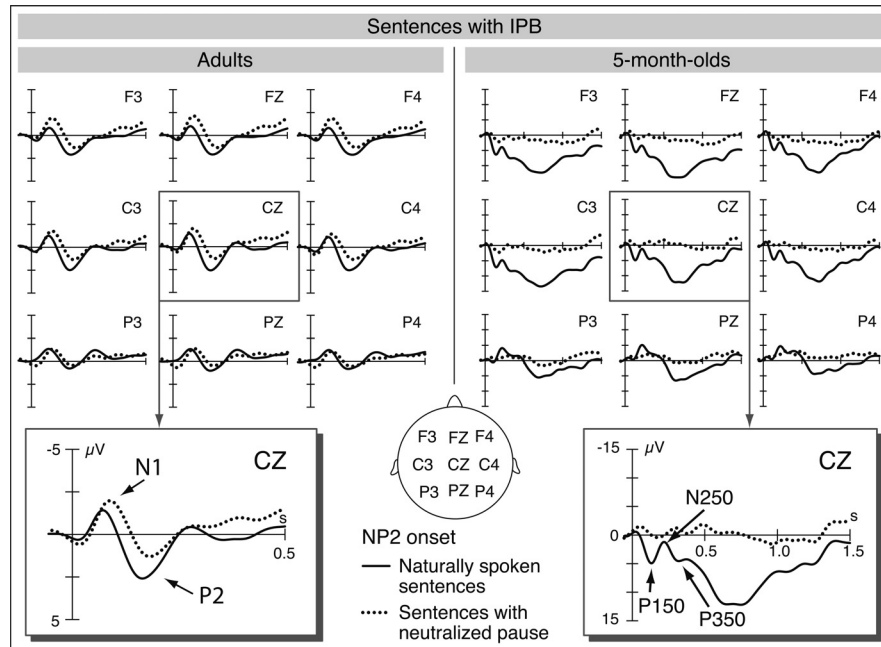 Sentences with IPB
Adults
5-month-olds
F3 FZ F4
F3 FZ F4
C3 CZ C4
C3 CZ C4
P3 PZ P4
P3 PZ P4
-5 µV CZ
N1
P2
s
0.5
5
F3 FZ F4
C3 CZ C4
P3 PZ P4
NP2 onset
Naturally spoken
sentences
Sentences with
neutralized pause
-15 µV CZ
N250
s
0 0.5 1.0 1.5
P150 P350
15